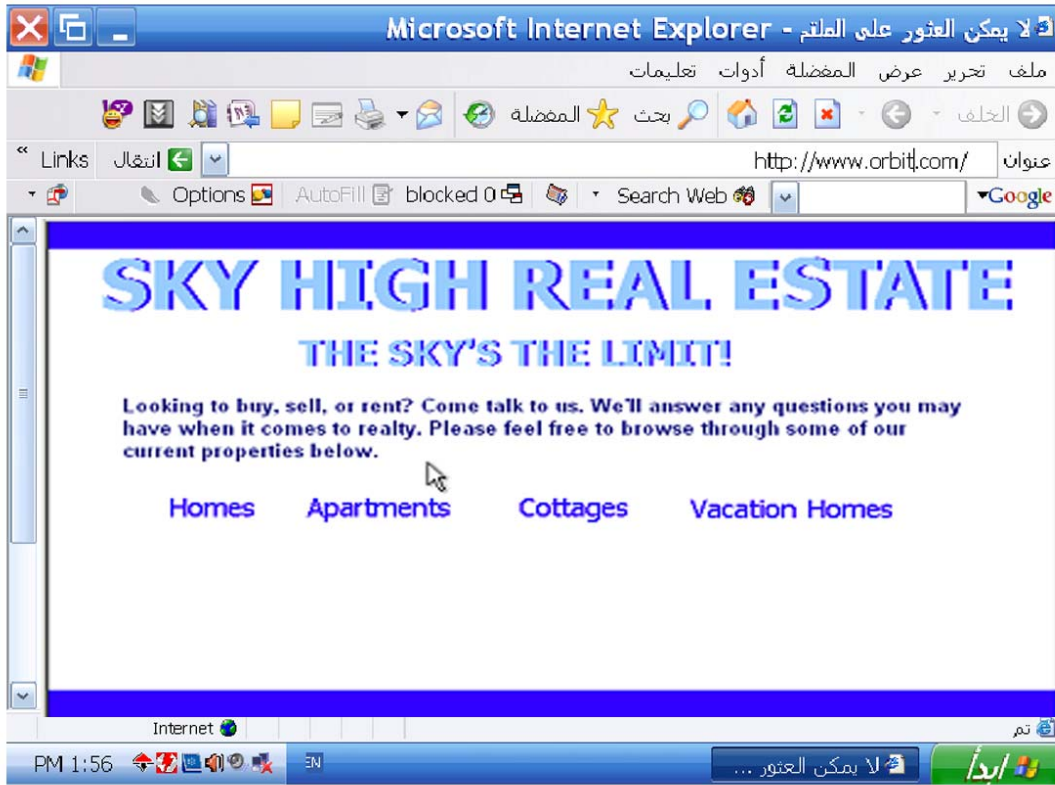 لا يمكن العثور على الملتم - Microsoft Internet Explorer
ملف تحرير عرض المفضلة أدوات تعليمات
الخلف بحث المفضلة
عنوان http://www.orbit.com/ انتقال Links »
Google Search Web blocked 0 AutoFill Options
SKY HIGH REAL ESTATE
THE SKY'S THE LIMIT!
Looking to buy, sell, or rent? Come talk to us. We'll answer any questions you may
have when it comes to realty. Please feel free to browse through some of our
current properties below.
Homes Apartments Cottages Vacation Homes
تم Internet
ابدأ لا يمكن العثور ... EN PM 1:56